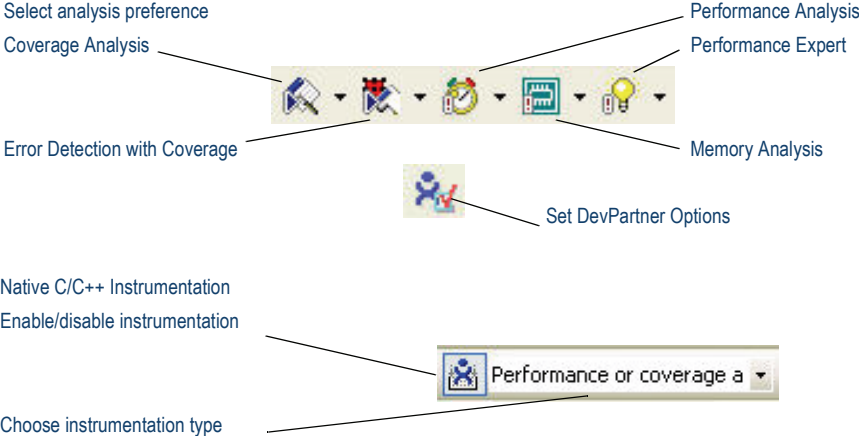 Select analysis preference
Performance Analysis
Coverage Analysis
Performance Expert
Error Detection with Coverage
Memory Analysis
Set DevPartner Options
Native C/C++ Instrumentation
Enable/disable instrumentation
Performance or coverage a
Choose instrumentation type